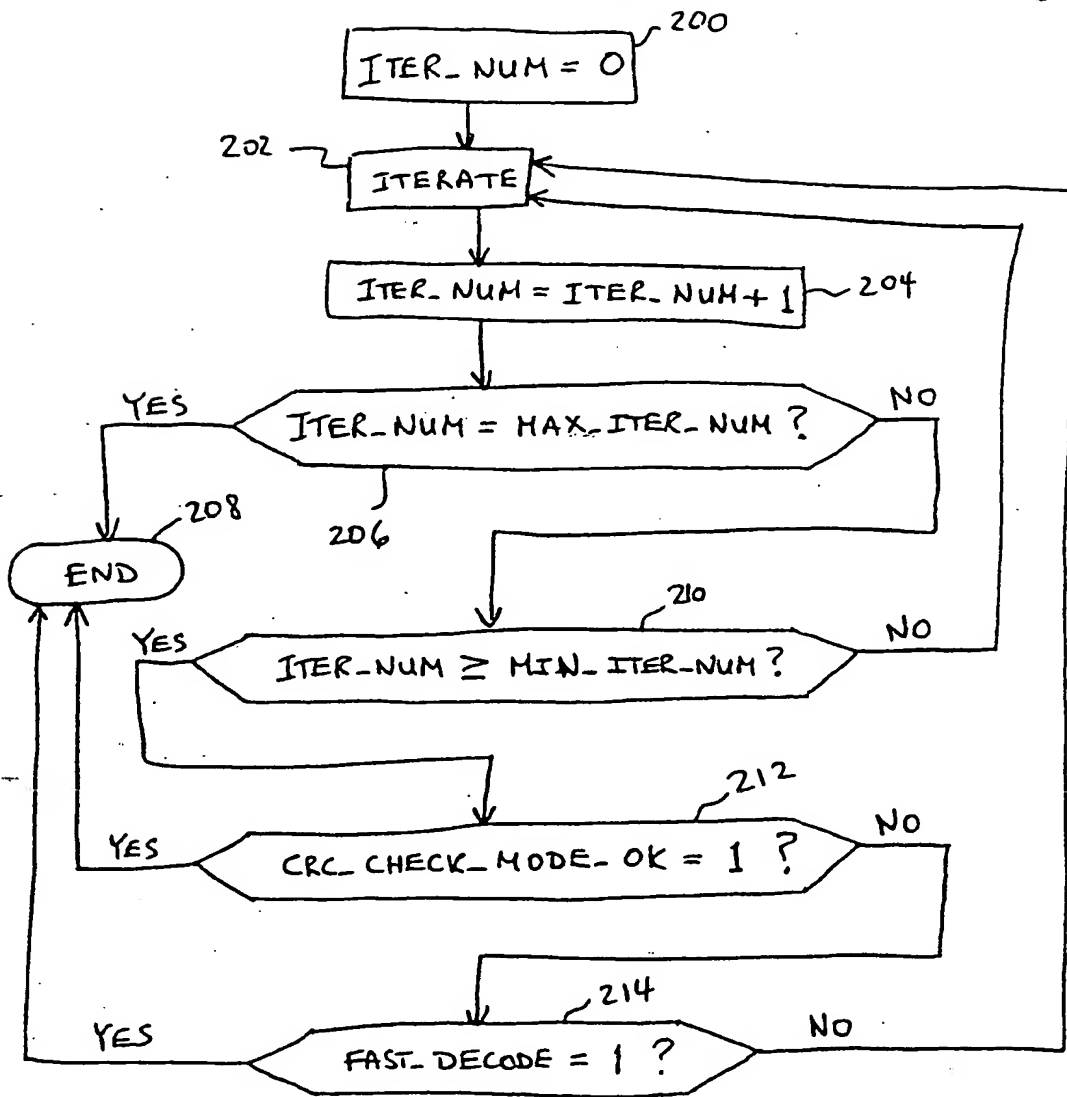 200
ITER_NUM = 0
202
ITERATE
ITER_NUM = ITER_NUM + 1
204
YES
ITER_NUM = MAX_ITER_NUM ?
NO
206
208
END
210
YES
ITER_NUM ≥ MIN_ITER_NUM ?
NO
212
YES
CRC_CHECK_MODE_OK = 1 ?
NO
214
YES
FAST_DECODE = 1 ?
NO